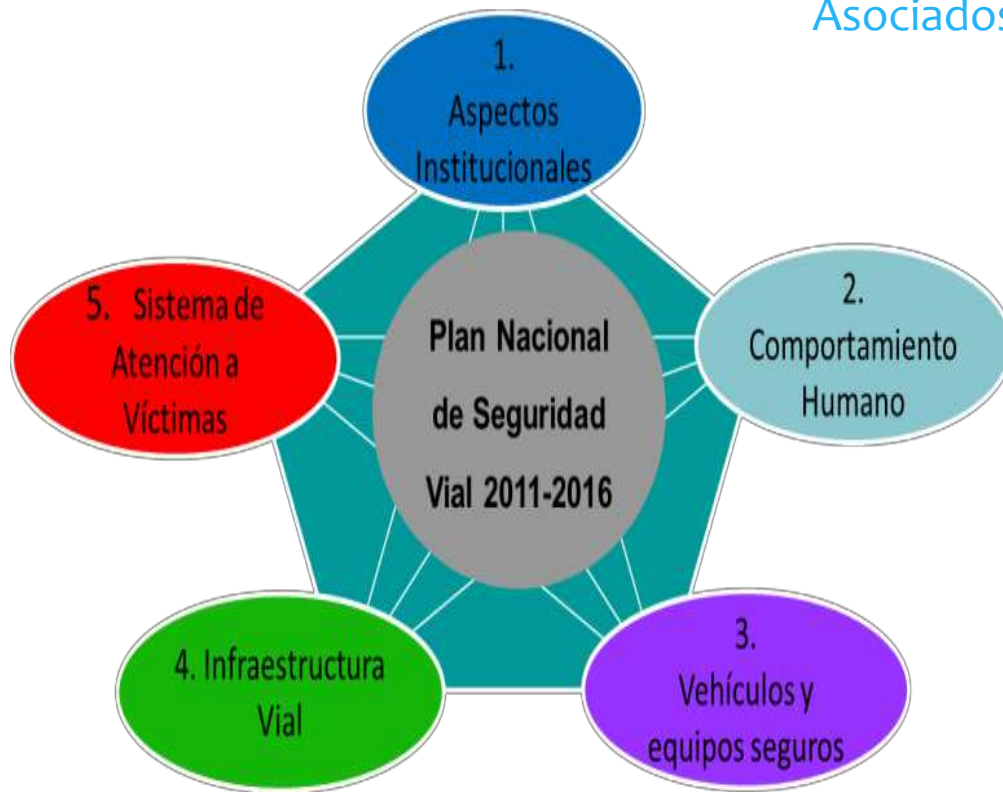 Asociados
1.
Aspectos
Institucionales
2.
Comportamiento
Humano
3.
Vehículos y
equipos seguros
4. Infraestructura
Vial
5. Sistema de
Atención a
Víctimas
Plan Nacional
de Seguridad
Vial 2011-2016